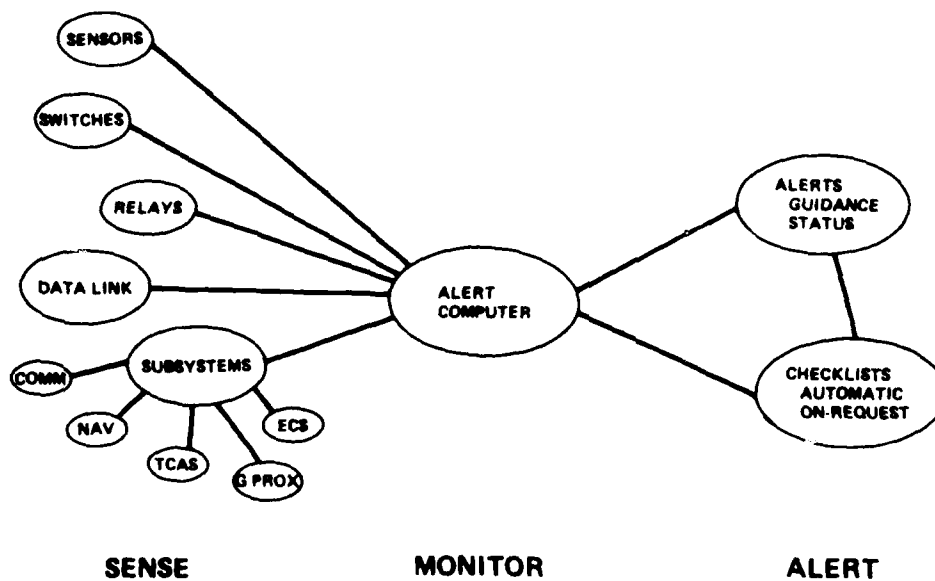 SENSORS
SWITCHES
RELAYS
DATA LINK
SUBSYSTEMS
COMM
NAV
TCAS
G PROX
ECS
ALERT
COMPUTER
ALERTS
GUIDANCE
STATUS
CHECKLISTS
AUTOMATIC
ON-REQUEST
SENSE MONITOR ALERT